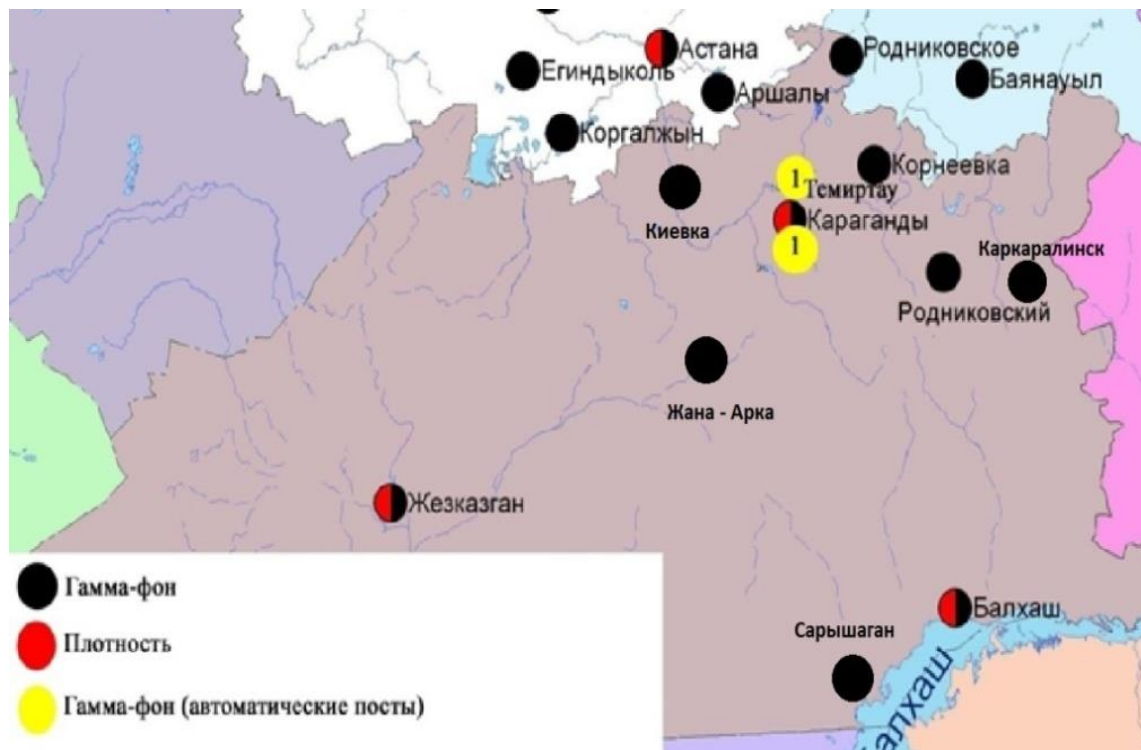 Астана
Родниковское
Егиндыколь
Баянауыл
Аршалы
Коргалжын
Корнеевка
1
Темиртау
Киевка
Караганды
1
Каркаралинск
Родниковский
Жана - Арка
Жезказган
Гамма-фон
Плотность
Гамма-фон (автоматические посты)
Балхаш
Сарышаган
Балхаш